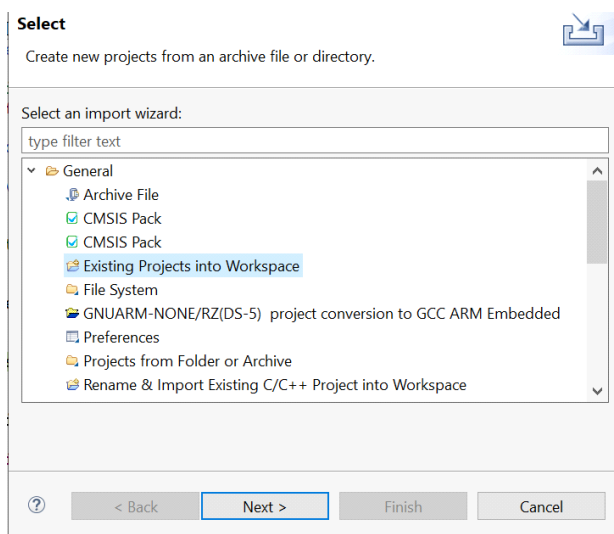 Select
Create new projects from an archive file or directory.
Select an import wizard:
type filter text
General
Archive File
CMSIS Pack
CMSIS Pack
Existing Projects into Workspace
File System
GNUARM-NONE/RZ(DS-5)  project conversion to GCC ARM Embedded
Preferences
Projects from Folder or Archive
Rename & Import Existing C/C++ Project into Workspace
? < Back Next > Finish Cancel